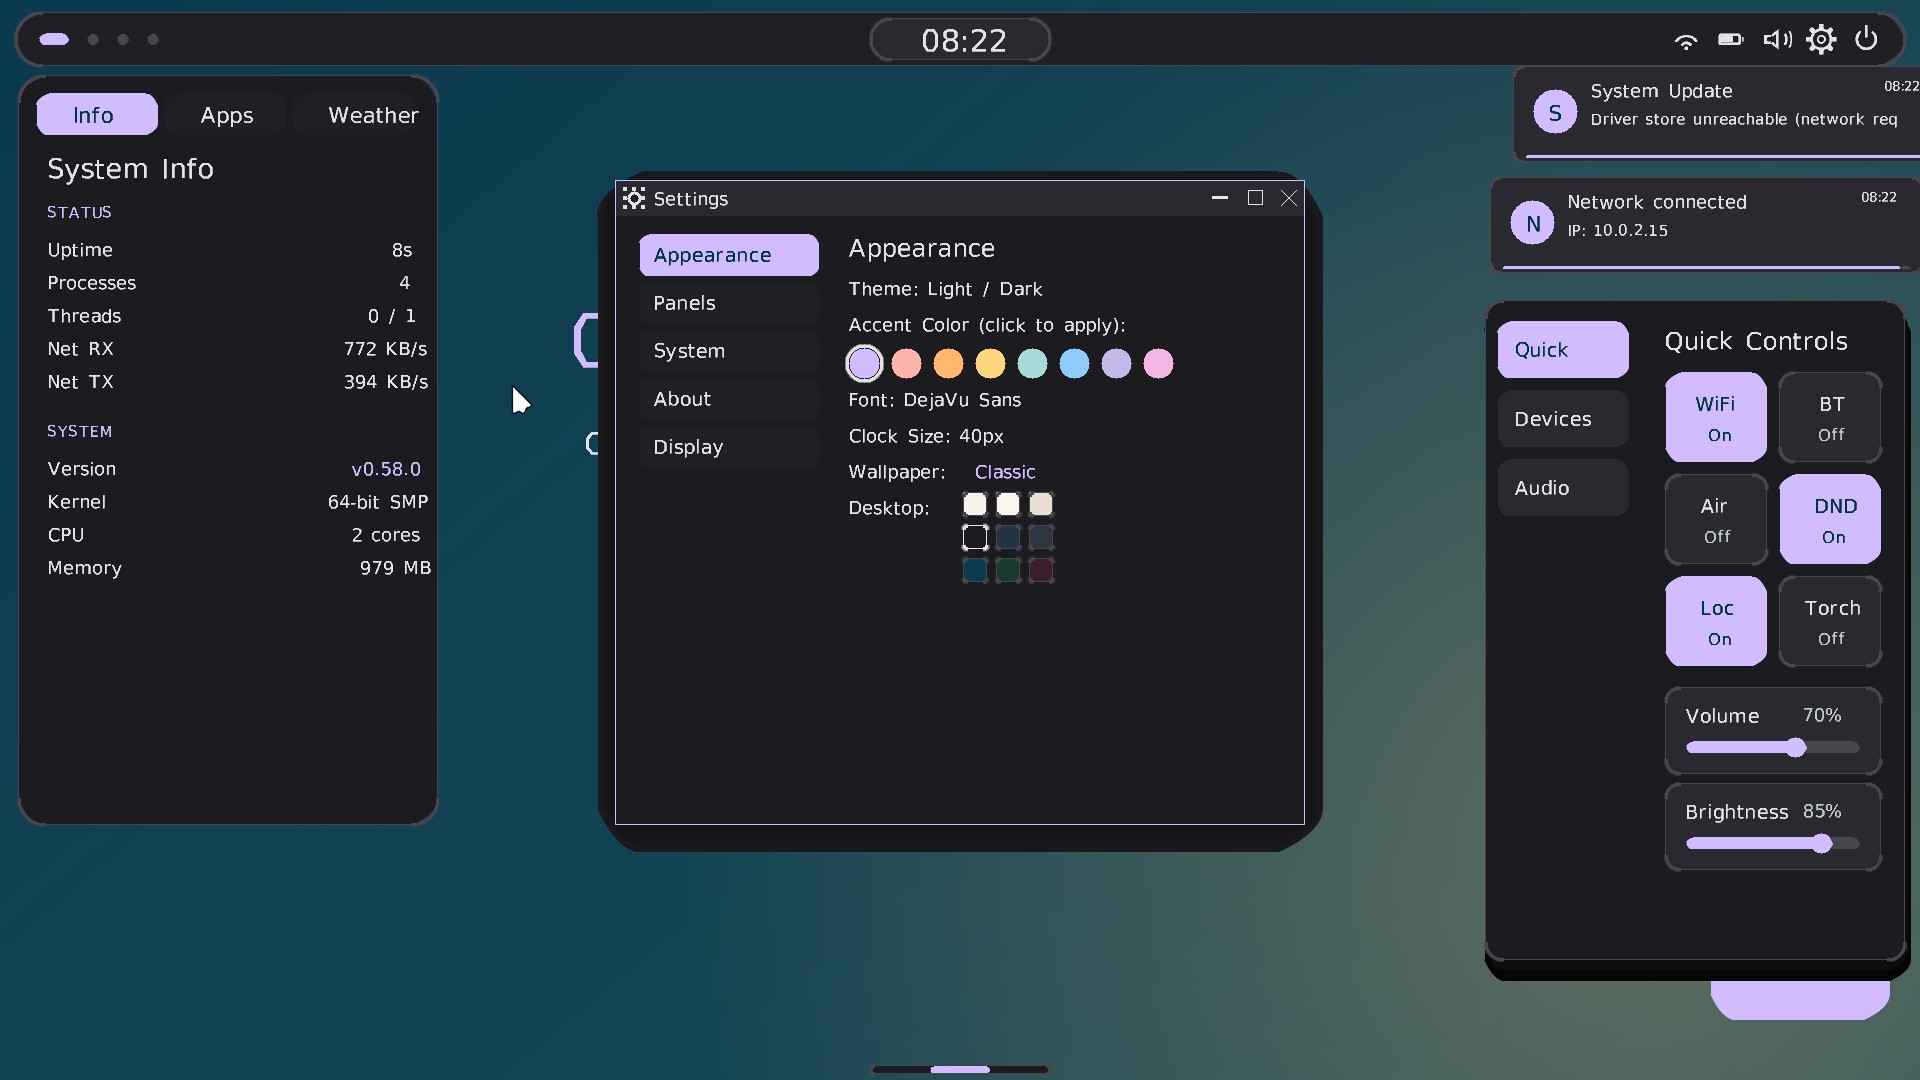 08:22
Info Apps Weather
System Info
STATUS
Uptime 8s
Processes 4
Threads 0 / 1
Net RX 772 KB/s
Net TX 394 KB/s
SYSTEM
Version v0.58.0
Kernel 64-bit SMP
CPU 2 cores
Memory 979 MB
Settings
Appearance
Panels
System
About
Display
Appearance
Theme: Light / Dark
Accent Color (click to apply):
Font: DejaVu Sans
Clock Size: 40px
Wallpaper: Classic
Desktop:
S
System Update 08:22
Driver store unreachable (network req
N
Network connected 08:22
IP: 10.0.2.15
Quick
Devices
Audio
Quick Controls
WiFi
On
BT
Off
Air
Off
DND
On
Loc
On
Torch
Off
Volume 70%
Brightness 85%